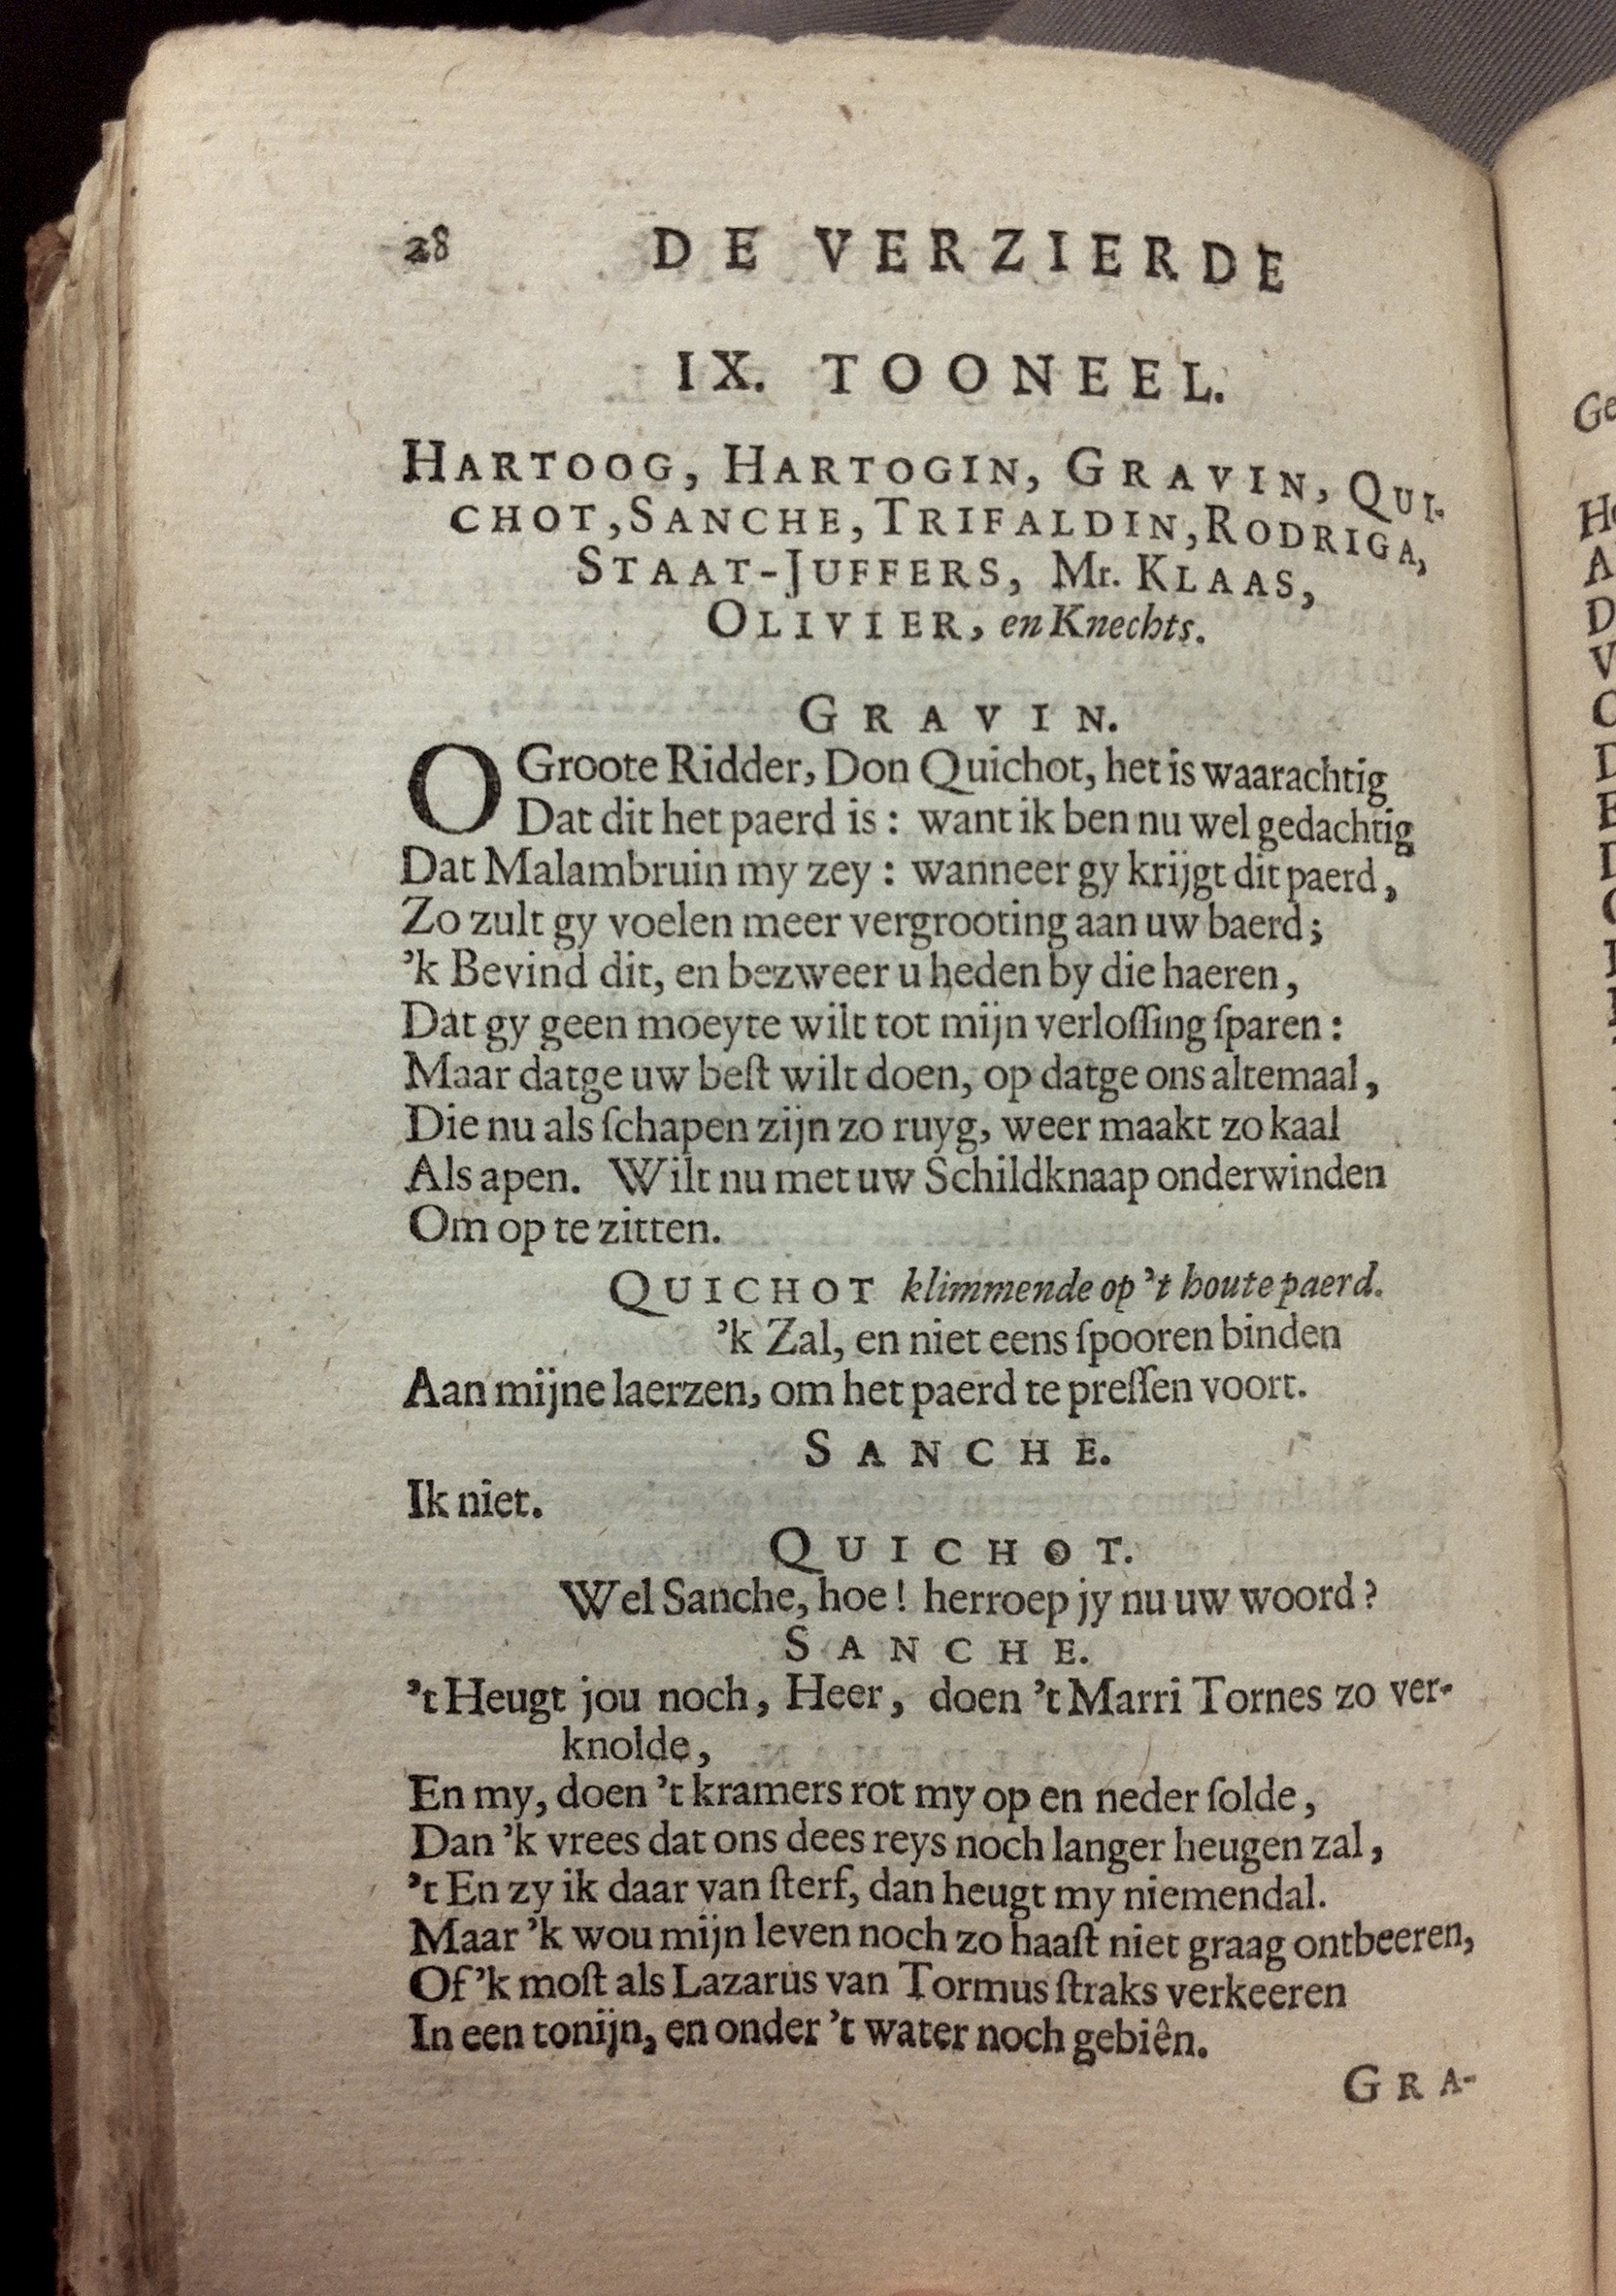 28 DE VERZIERDE
IX. TOONEEL.
HARTOOG, HARTOGIN, GRAVIN, QUI-
CHOT, SANCHE, TRIFALDIN, RODRIGA,
STAAT-JUFFERS, Mr. KLAAS,
OLIVIER, en Knechts.
GRAVIN.
O Groote Ridder, Don Quichot, het is waarachtig
Dat dit het paerd is: want ik ben nu wel gedachtig
Dat Malambruin my zey: wanneer gy krijgt dit paerd,
Zo zult gy voelen meer vergrooting aan uw baerd;
’k Bevind dit, en bezweer u heden by die haeren,
Dat gy geen moeyte wilt tot mijn verloſſing ſparen:
Maar datge uw beſt wilt doen, op datge ons altemaal,
Die nu als ſchapen zijn zo ruyg, weer maakt zo kaal
Als apen. Wilt nu met uw Schildknaap onderwinden
Om op te zitten.
QUICHOT klimmende op ’t houte paerd.
’k Zal, en niet eens ſpooren binden
Aan mijne laerzen, om het paerd te preſſen voort.
SANCHE.
Ik niet.
QUICHOT.
Wel Sanche, hoe! herroep jy nu uw woord?
SANCHE.
’t Heugt jou noch, Heer, doen ’t Marri Tornes zo ver-
knolde,
En my, doen ’t kramers rot my op en neder ſolde,
Dan ’k vrees dat ons dees reys noch langer heugen zal,
’t En zy ik daar van ſterf, dan heugt my niemendal.
Maar ’k wou mijn leven noch zo haaſt niet graag ontbeeren,
Of ’k moſt als Lazarus van Tormus ſtraks verkeeren
In een tonijn, en onder ’t water noch gebiên.
GRA-